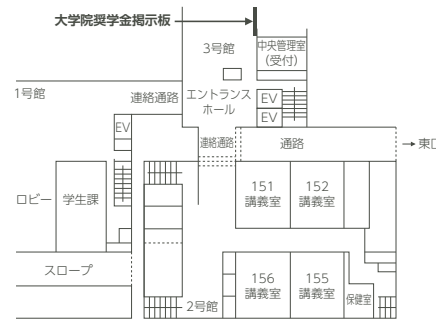 大学院奨学金掲示板
3号館
中央管理室
(受付)
1号館
連絡通路
エントランス
ホール
EV
EV
EV
連絡通路
通路
東口
ロビー
学生課
151
講義室
152
講義室
スロープ
156
講義室
155
講義室
保健室
2号館